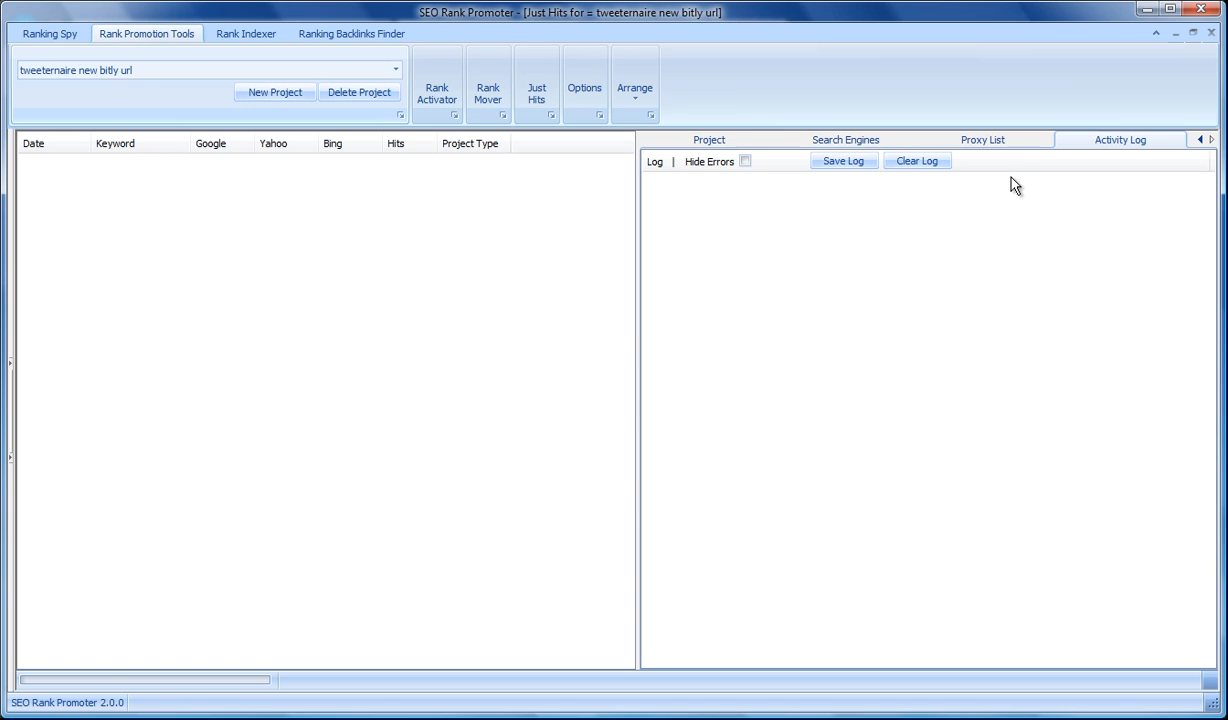 SEO Rank Promoter - [Just Hits for = tweeternaire new bitly url]
Ranking Spy Rank Promotion Tools Rank Indexer Ranking Backlinks Finder
tweeternaire new bitly url
New Project Delete Project
Rank Activator
Rank Mover
Just Hits
Options
Arrange
Date Keyword Google Yahoo Bing Hits Project Type
Project Search Engines Proxy List Activity Log
Log | Hide Errors Save Log Clear Log
SEO Rank Promoter 2.0.0